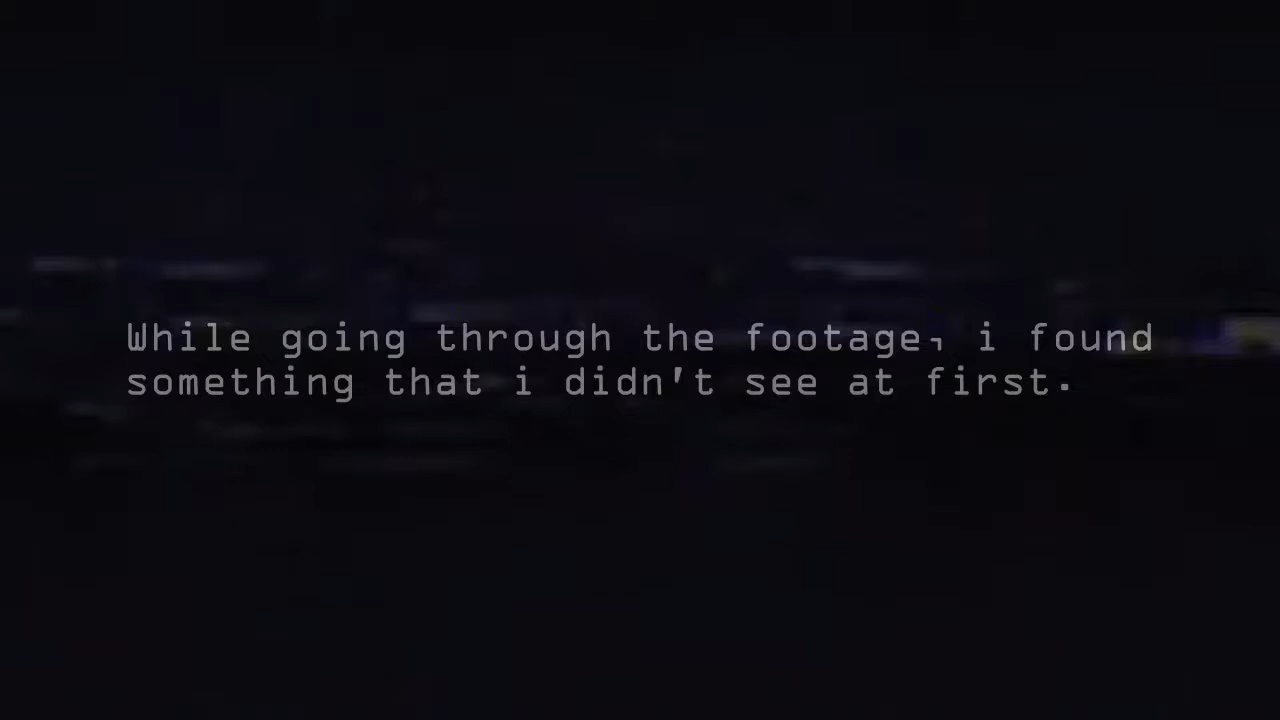 While going through the footage, i found
something that i didn't see at first.